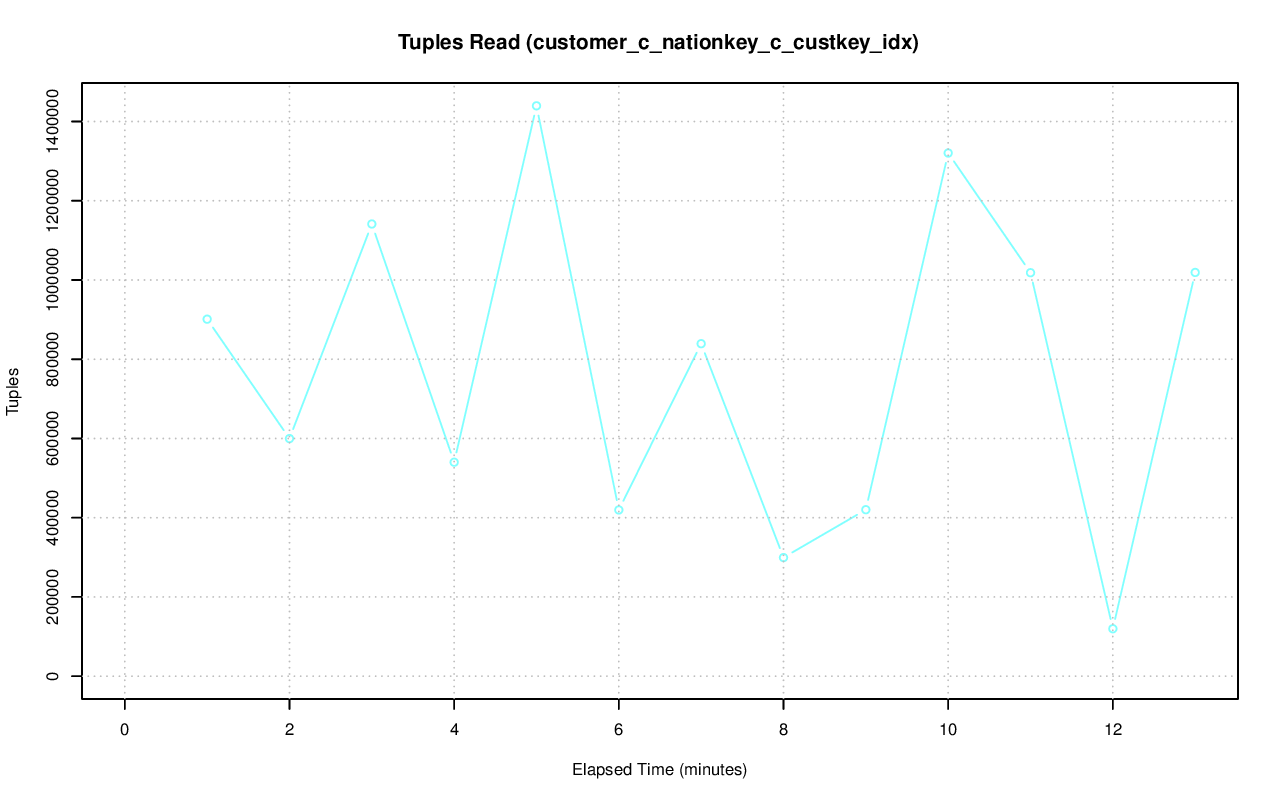 Tuples Read (customer_c_nationkey_c_custkey_idx)
Tuples
1400000
1200000
1000000
800000
600000
400000
200000
0
0 2 4 6 8 10 12
Elapsed Time (minutes)